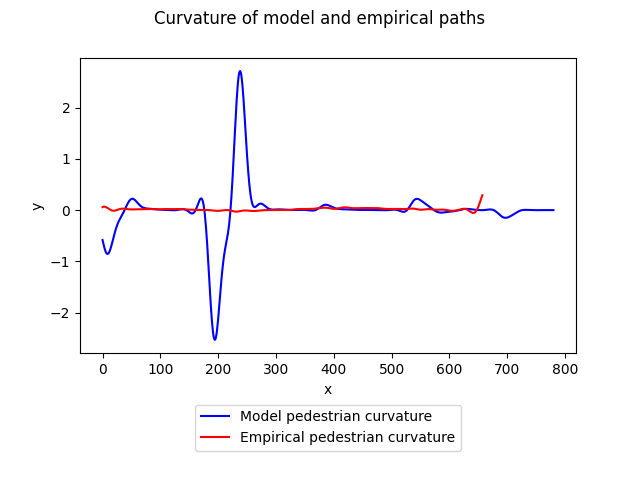 Curvature of model and empirical paths
2
1
0
−1
−2
y
0 100 200 300 400 500 600 700 800
x
Model pedestrian curvature
Empirical pedestrian curvature